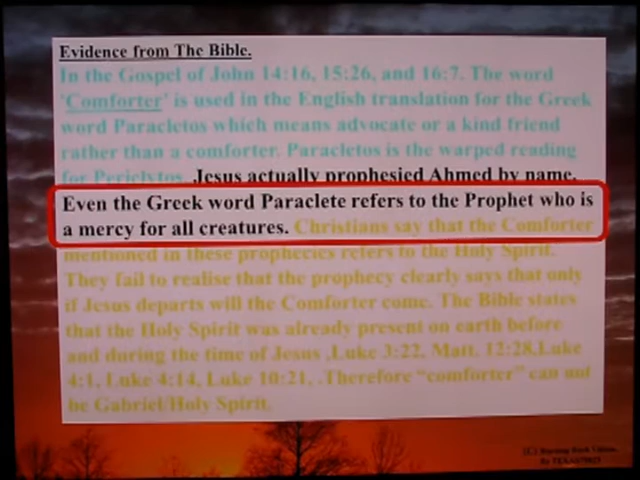 Evidence from The Bible.
In the Gospel of John 14:16, 15:26, and 16:7. The word
'Comforter' is used in the English translation for the Greek
word Paracletos which means advocate or a kind friend
rather than a comforter. Paracletos is the warped reading
for Periclytos. Jesus actually prophesied Ahmed by name.
Even the Greek word Paraclete refers to the Prophet who is
a mercy for all creatures. Christians say that the Comforter
mentioned in these prophecies refers to the Holy Spirit.
They fail to realise that the prophecy clearly says that only
if Jesus departs will the Comforter come. The Bible states
that the Holy Spirit was already present on earth before
and during the time of Jesus ,Luke 3:22, Matt. 12:28,Luke
4:1, Luke 4:14, Luke 10:21, .Therefore "comforter" can not
be Gabriel/Holy Spirit.